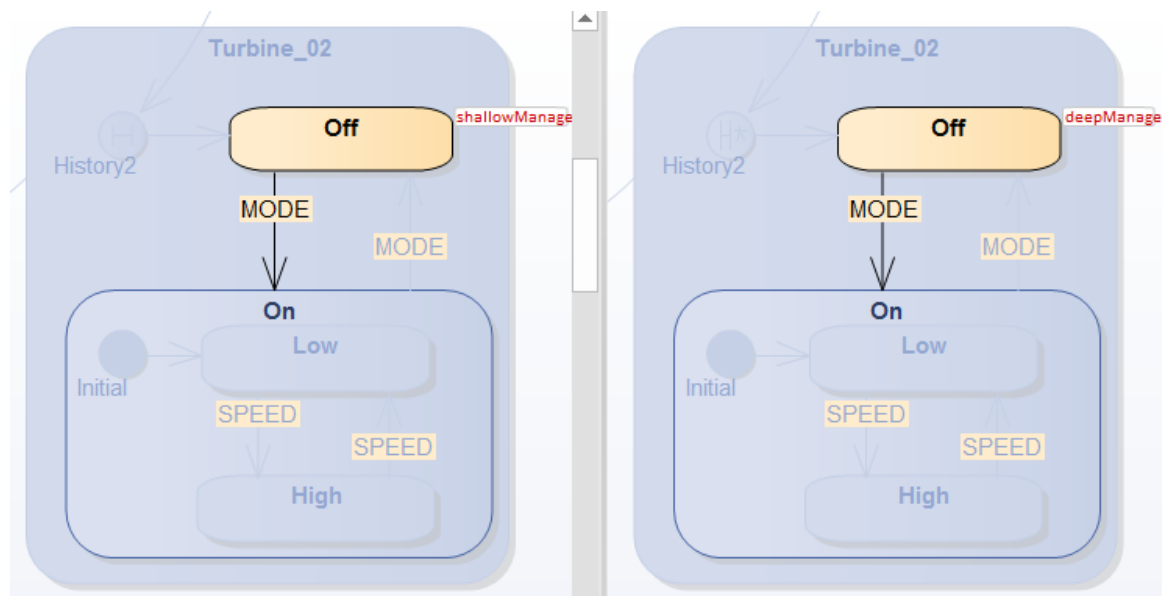 Turbine_02
H
Off
shallowManage
History2
MODE
MODE
On
Low
Initial
SPEED
SPEED
High
Turbine_02
H*
Off
deepManage
History2
MODE
MODE
On
Low
Initial
SPEED
SPEED
High